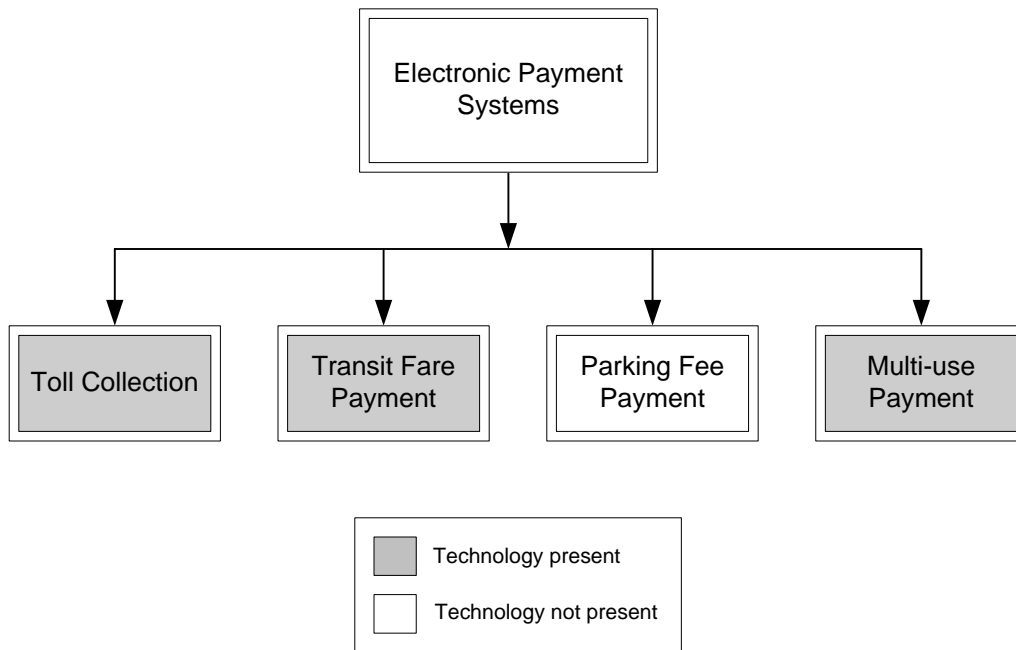 Electronic Payment
Systems
Toll Collection
Transit Fare
Payment
Parking Fee
Payment
Multi-use
Payment
Technology present
Technology not present